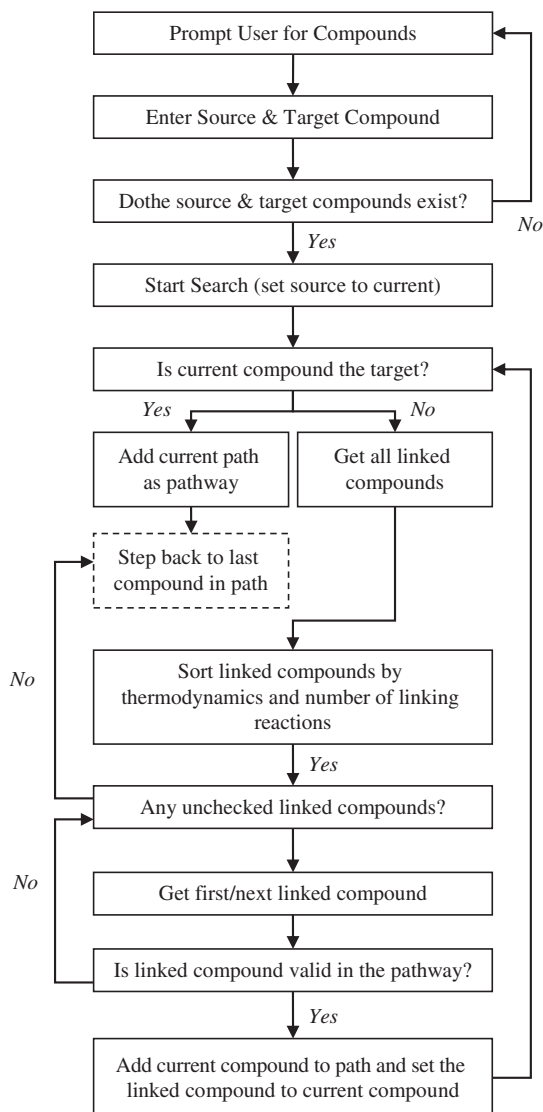 Prompt User for Compounds
Enter Source & Target Compound
Dothe source & target compounds exist?
No
Yes
Start Search (set source to current)
Is current compound the target?
Yes
No
Add current path
as pathway
Get all linked
compounds
Step back to last
compound in path
No
Sort linked compounds by
thermodynamics and number of linking
reactions
Yes
Any unchecked linked compounds?
No
Get first/next linked compound
Is linked compound valid in the pathway?
Yes
Add current compound to path and set the
linked compound to current compound